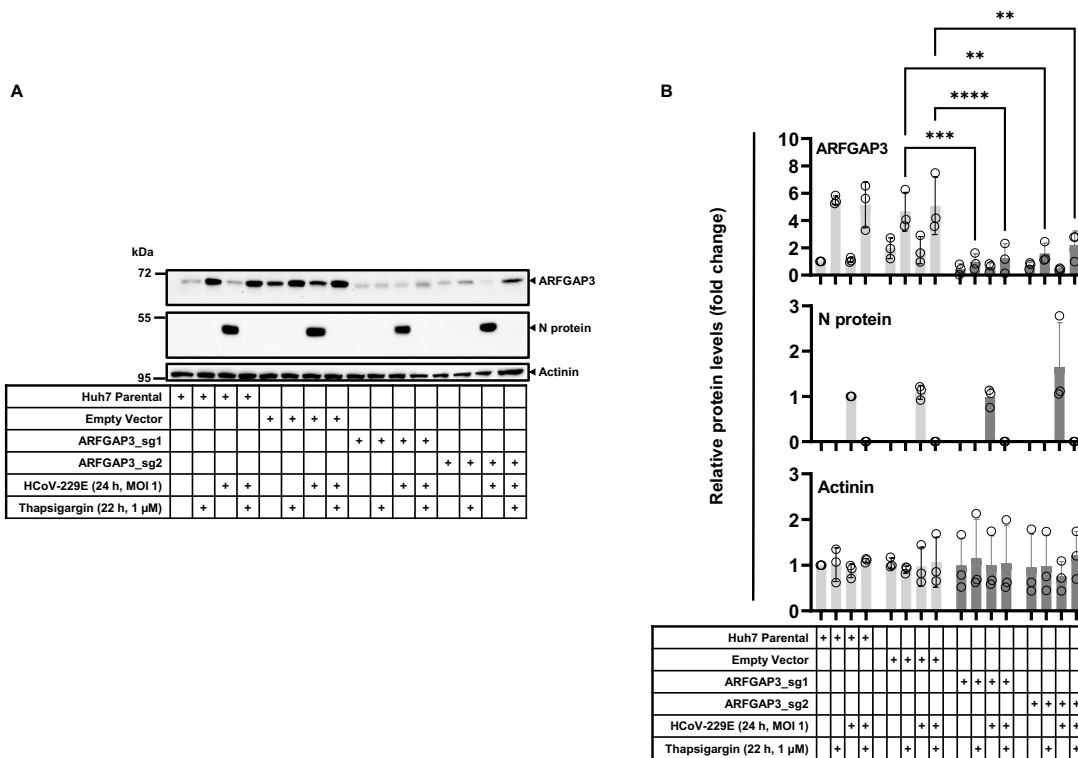 A
kDa
72
ARFGAP3
55
N protein
95
Actinin
Huh7 Parental + + + +
Empty Vector + + + +
ARFGAP3_sg1 + + + +
ARFGAP3_sg2 + + + +
HCoV-229E (24 h, MOI 1) + + + + + + + +
Thapsigargin (22 h, 1 µM) + + + + + + + +
B
**
**
****
***
Relative protein levels (fold change)
ARFGAP3
10
8
6
4
2
0
N protein
3
2
1
0
Actinin
3
2
1
0
Huh7 Parental + + + +
Empty Vector + + + +
ARFGAP3_sg1 + + + +
ARFGAP3_sg2 + + + +
HCoV-229E (24 h, MOI 1) + + + + + + + +
Thapsigargin (22 h, 1 µM) + + + + + + + +